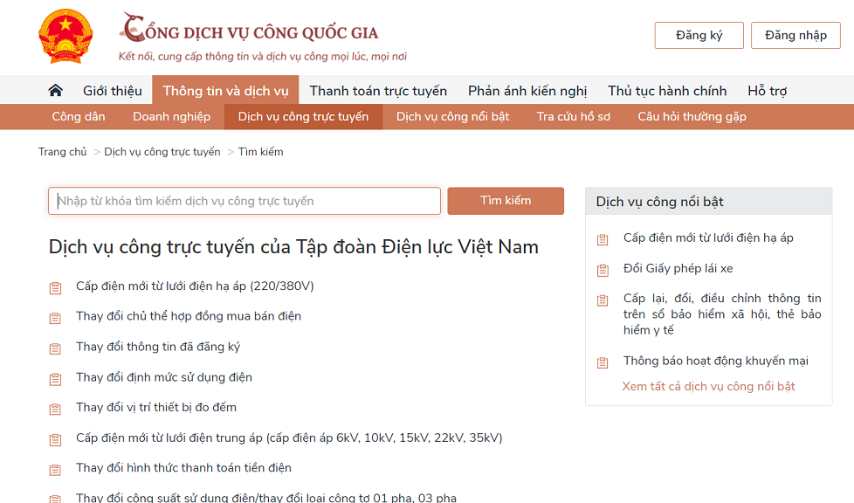 CỔNG DỊCH VỤ CÔNG QUỐC GIA
Kết nối, cung cấp thông tin và dịch vụ công mọi lúc, mọi nơi
Đăng ký
Đăng nhập
Giới thiệu
Thông tin và dịch vụ
Thanh toán trực tuyến
Phản ánh kiến nghị
Thủ tục hành chính
Hỗ trợ
Công dân
Doanh nghiệp
Dịch vụ công trực tuyến
Dịch vụ công nổi bật
Tra cứu hồ sơ
Câu hỏi thường gặp
Trang chủ > Dịch vụ công trực tuyến > Tìm kiếm
Nhập từ khóa tìm kiếm dịch vụ công trực tuyến
Tìm kiếm
Dịch vụ công trực tuyến của Tập đoàn Điện lực Việt Nam
Cấp điện mới từ lưới điện hạ áp (220/380V)
Thay đổi chủ thể hợp đồng mua bán điện
Thay đổi thông tin đã đăng ký
Thay đổi định mức sử dụng điện
Thay đổi vị trí thiết bị đo đếm
Cấp điện mới từ lưới điện trung áp (cấp điện áp 6kV, 10kV, 15kV, 22kV, 35kV)
Thay đổi hình thức thanh toán tiền điện
Thay đổi công suất sử dụng điện/thay đổi loại công tơ 01 pha, 03 pha
Dịch vụ công nổi bật
Cấp điện mới từ lưới điện hạ áp
Đổi Giấy phép lái xe
Cấp lại, đổi, điều chỉnh thông tin
trên sổ bảo hiểm xã hội, thẻ bảo
hiểm y tế
Thông báo hoạt động khuyến mại
Xem tất cả dịch vụ công nổi bật